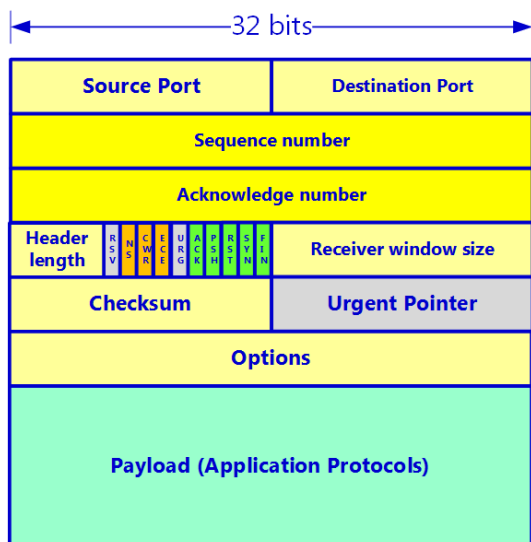 32 bits
Source Port
Destination Port
Sequence number
Acknowledge number
Header
length
RSV
NS
CWR
ECE
URG
ACK
PSH
RST
SYN
FIN
Receiver window size
Checksum
Urgent Pointer
Options
Payload (Application Protocols)